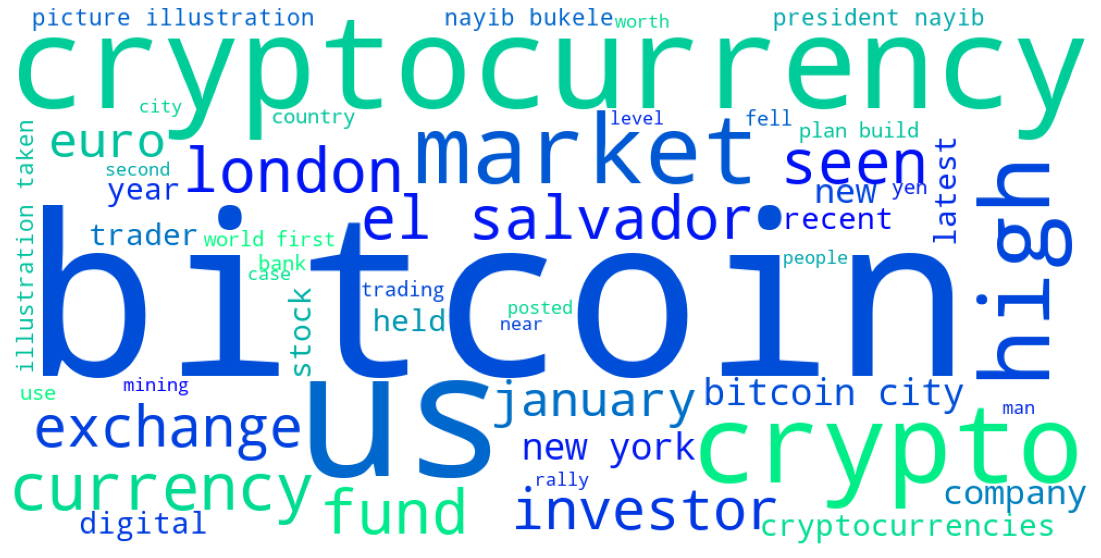 picture illustration
nayib bukele
worth
president nayib
cryptocurrency
city
country
level
fell
plan build
illustration taken
euro
market
seen
latest
high
second
london
year
new
yen
el salvador
recent
trader
world first
bitcoin
bank
case
people
stock
trading
held
posted
near
use
mining
us
january
bitcoin city
man
exchange
new york
crypto
currency
rally
company
digital
fund
investor
cryptocurrencies